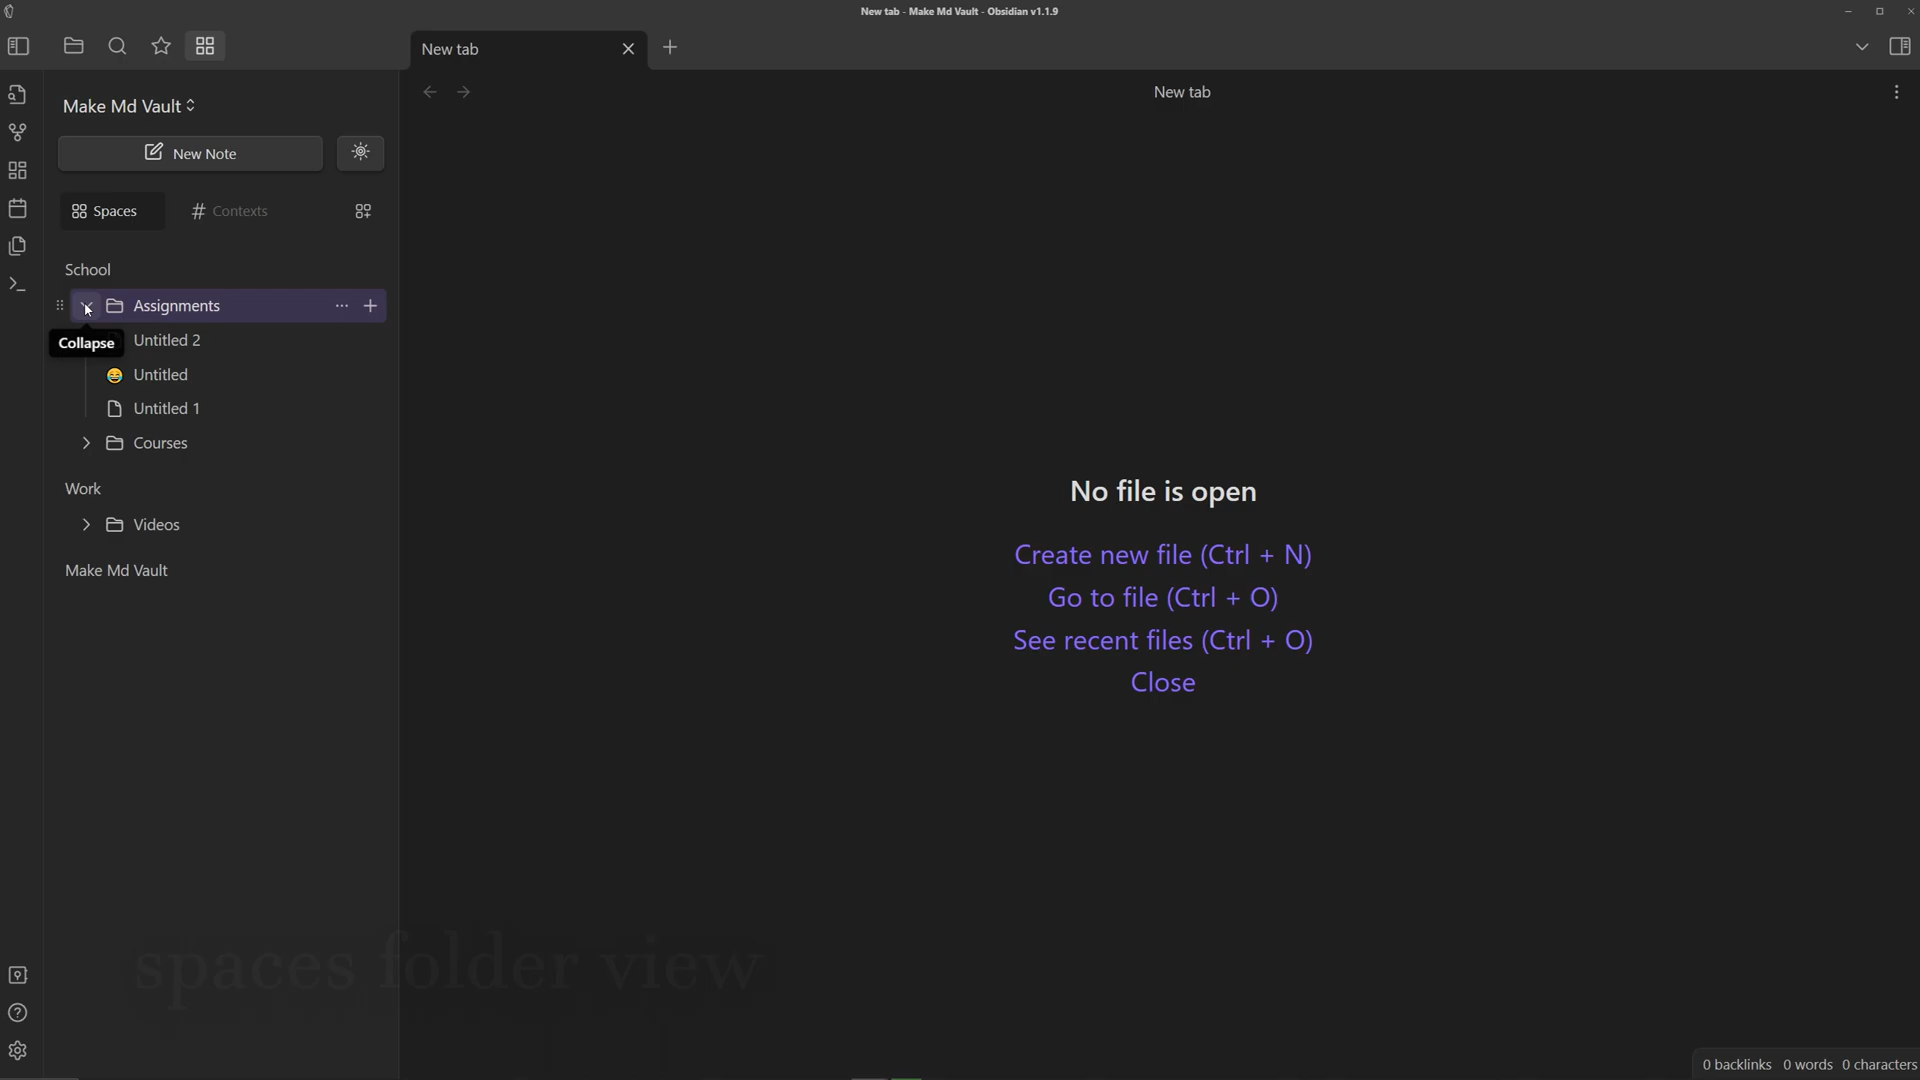 New tab - Make Md Vault - Obsidian v1.1.9
New tab
New tab
Make Md Vault
New Note
Spaces
# Contexts
School
Assignments
Collapse
Untitled 2
😂 Untitled
Untitled 1
Courses
Work
Videos
Make Md Vault
No file is open
Create new file (Ctrl + N)
Go to file (Ctrl + O)
See recent files (Ctrl + O)
Close
spaces folder view
0 backlinks 0 words 0 characters